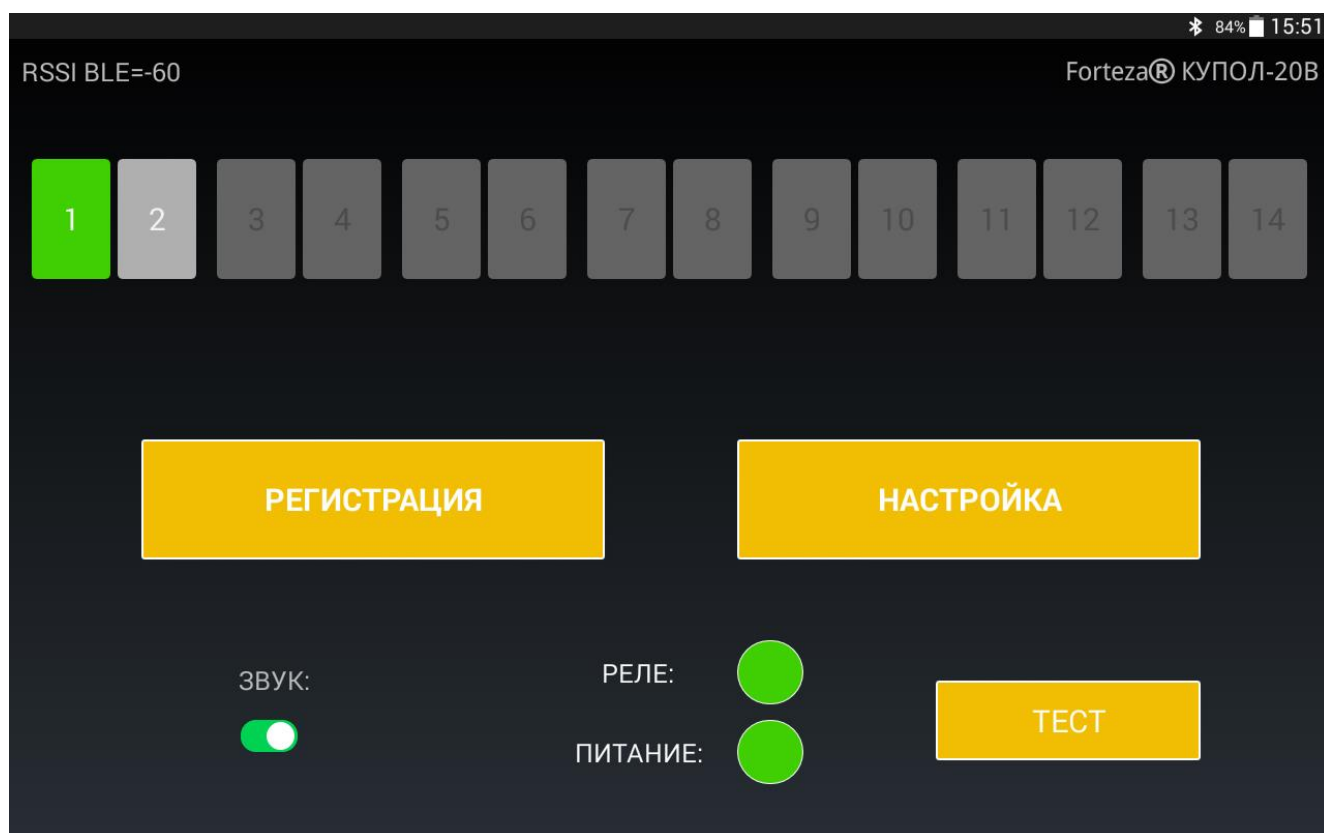 84% 15:51
RSSI BLE=-60
Forteza® КУПОЛ-20В
1 2 3 4 5 6 7 8 9 10 11 12 13 14
РЕГИСТРАЦИЯ
НАСТРОЙКА
ЗВУК:
РЕЛЕ:
ПИТАНИЕ:
ТЕСТ